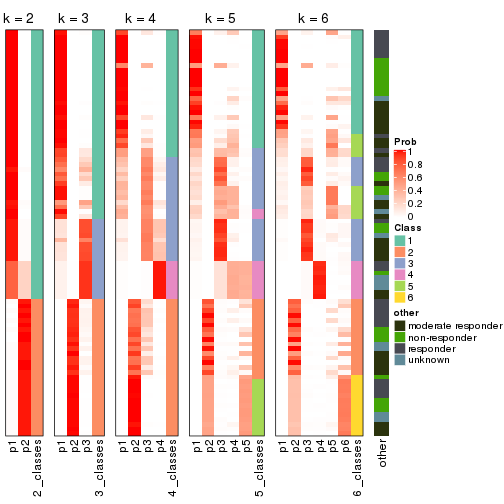 k = 2
k = 3
k = 4
k = 5
k = 6
Prob
1
0.8
0.6
0.4
0.2
0
Class
1
2
3
4
5
6
other
moderate responder
non-responder
responder
unknown
p1
p2
2_classes
p1
p2
p3
3_classes
p1
p2
p3
p4
4_classes
p1
p2
p3
p4
p5
5_classes
p1
p2
p3
p4
p5
p6
6_classes
other